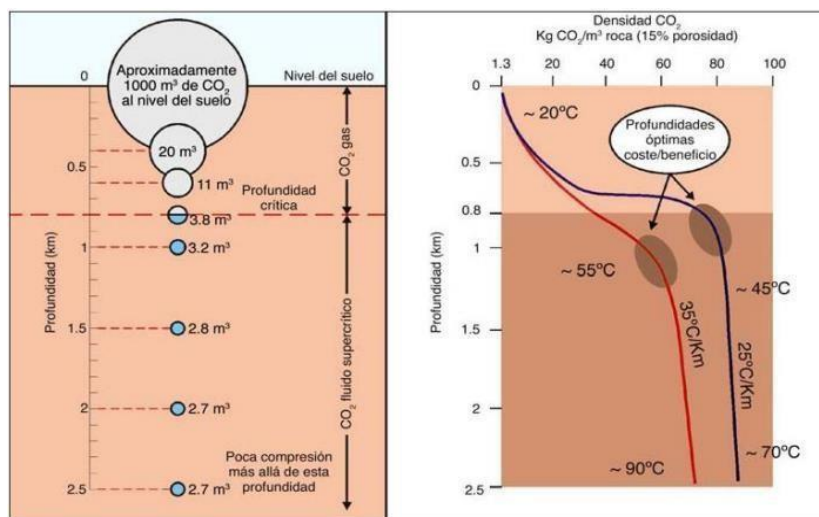 Aproximadamente
1000 m³ de CO₂
al nivel del suelo
Nivel del suelo
0
20 m³
0.5
11 m³
CO₂ gas
Profundidad
crítica
3.8 m³
1
3.2 m³
Profundidad (km)
1.5
2.8 m³
CO₂ fluido supercrítico
2
2.7 m³
Poca compresión
más allá de esta
profundidad
2.5
2.7 m³
Densidad CO₂
Kg CO₂/m³ roca (15% porosidad)
1.3 20 40 60 80 100
0
~ 20ºC
Profundidades
óptimas
coste/beneficio
0.5
0.8
1
~ 55ºC
~ 45ºC
Profundidad (km)
35ºC/Km
25ºC/Km
1.5
2
~ 90ºC
~ 70ºC
2.5